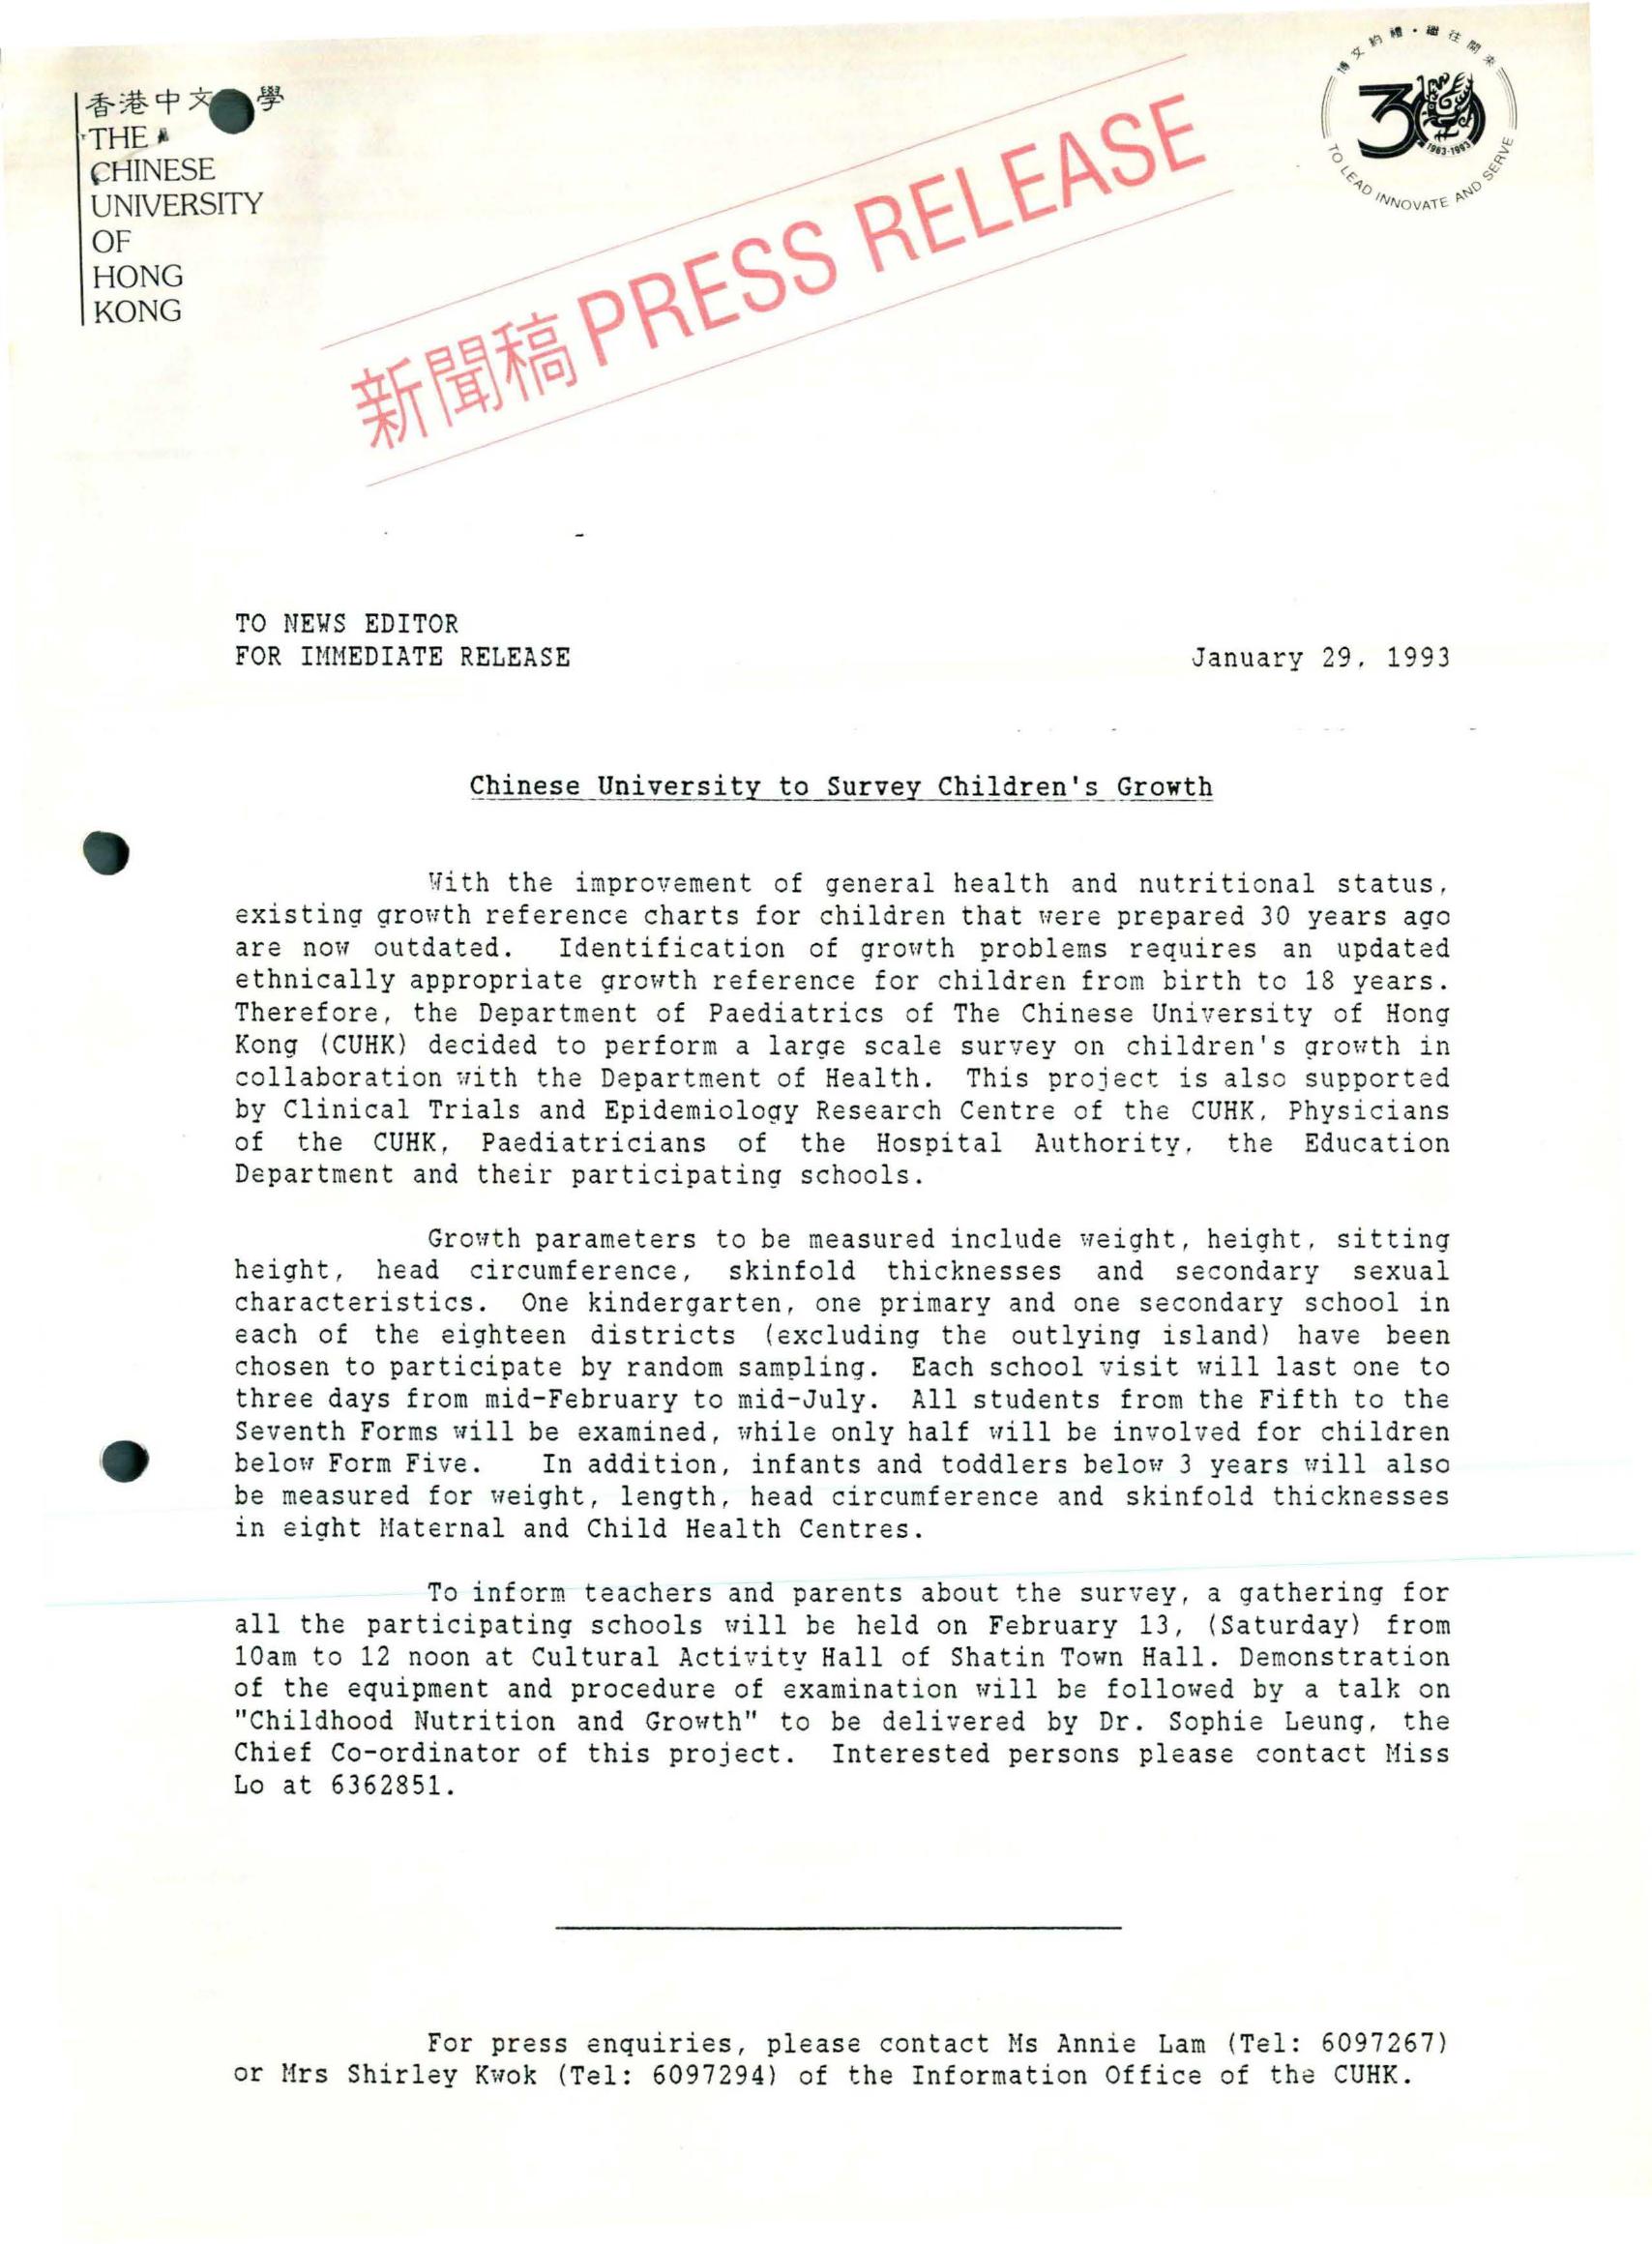 香港中文學
THE
CHINESE
UNIVERSITY
OF
HONG
KONG
新聞稿 PRESS RELEASE
博文約禮・繼往開來
30
1963-1993
TO LEAD INNOVATE AND SERVE
TO NEWS EDITOR
FOR IMMEDIATE RELEASE January 29, 1993
Chinese University to Survey Children's Growth
With the improvement of general health and nutritional status,
existing growth reference charts for children that were prepared 30 years ago
are now outdated. Identification of growth problems requires an updated
ethnically appropriate growth reference for children from birth to 18 years.
Therefore, the Department of Paediatrics of The Chinese University of Hong
Kong (CUHK) decided to perform a large scale survey on children's growth in
collaboration with the Department of Health. This project is also supported
by Clinical Trials and Epidemiology Research Centre of the CUHK, Physicians
of the CUHK, Paediatricians of the Hospital Authority, the Education
Department and their participating schools.
Growth parameters to be measured include weight, height, sitting
height, head circumference, skinfold thicknesses and secondary sexual
characteristics. One kindergarten, one primary and one secondary school in
each of the eighteen districts (excluding the outlying island) have been
chosen to participate by random sampling. Each school visit will last one to
three days from mid-February to mid-July. All students from the Fifth to the
Seventh Forms will be examined, while only half will be involved for children
below Form Five. In addition, infants and toddlers below 3 years will also
be measured for weight, length, head circumference and skinfold thicknesses
in eight Maternal and Child Health Centres.
To inform teachers and parents about the survey, a gathering for
all the participating schools will be held on February 13, (Saturday) from
10am to 12 noon at Cultural Activity Hall of Shatin Town Hall. Demonstration
of the equipment and procedure of examination will be followed by a talk on
"Childhood Nutrition and Growth" to be delivered by Dr. Sophie Leung, the
Chief Co-ordinator of this project. Interested persons please contact Miss
Lo at 6362851.
For press enquiries, please contact Ms Annie Lam (Tel: 6097267)
or Mrs Shirley Kwok (Tel: 6097294) of the Information Office of the CUHK.